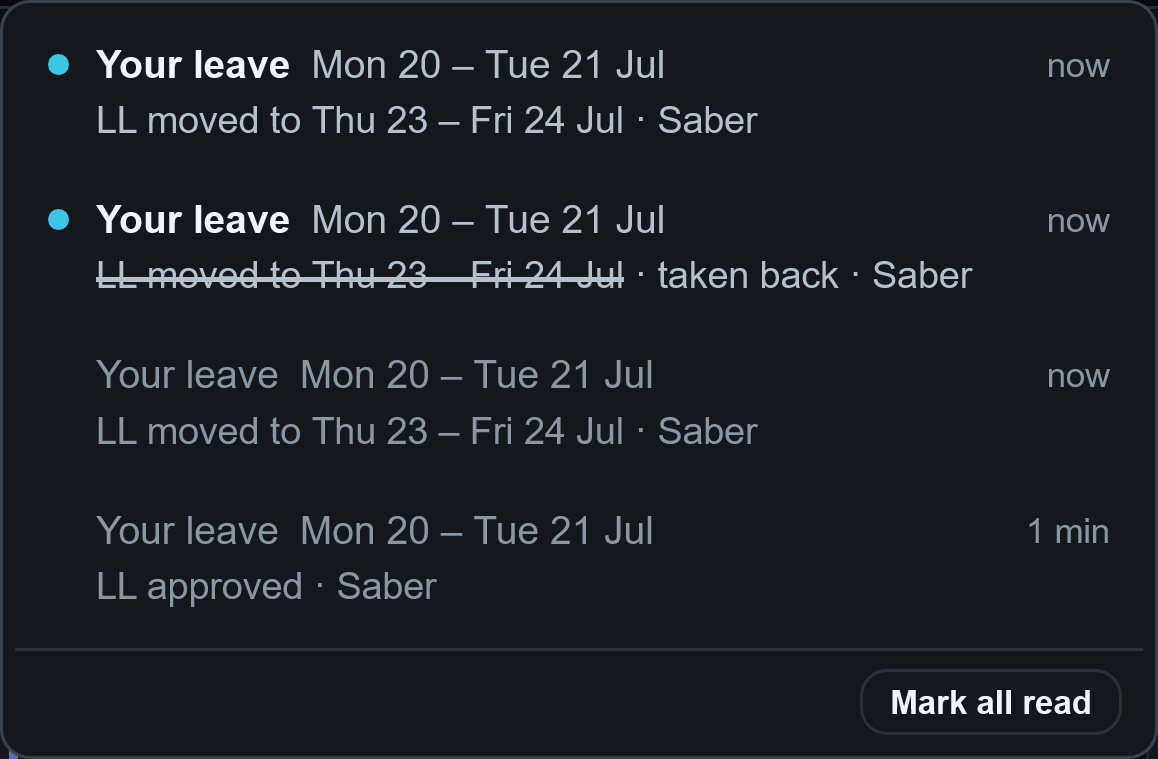 Your leave Mon 20 – Tue 21 Jul now
LL moved to Thu 23 – Fri 24 Jul · Saber
Your leave Mon 20 – Tue 21 Jul now
LL moved to Thu 23 – Fri 24 Jul · taken back · Saber
Your leave Mon 20 – Tue 21 Jul now
LL moved to Thu 23 – Fri 24 Jul · Saber
Your leave Mon 20 – Tue 21 Jul 1 min
LL approved · Saber
Mark all read